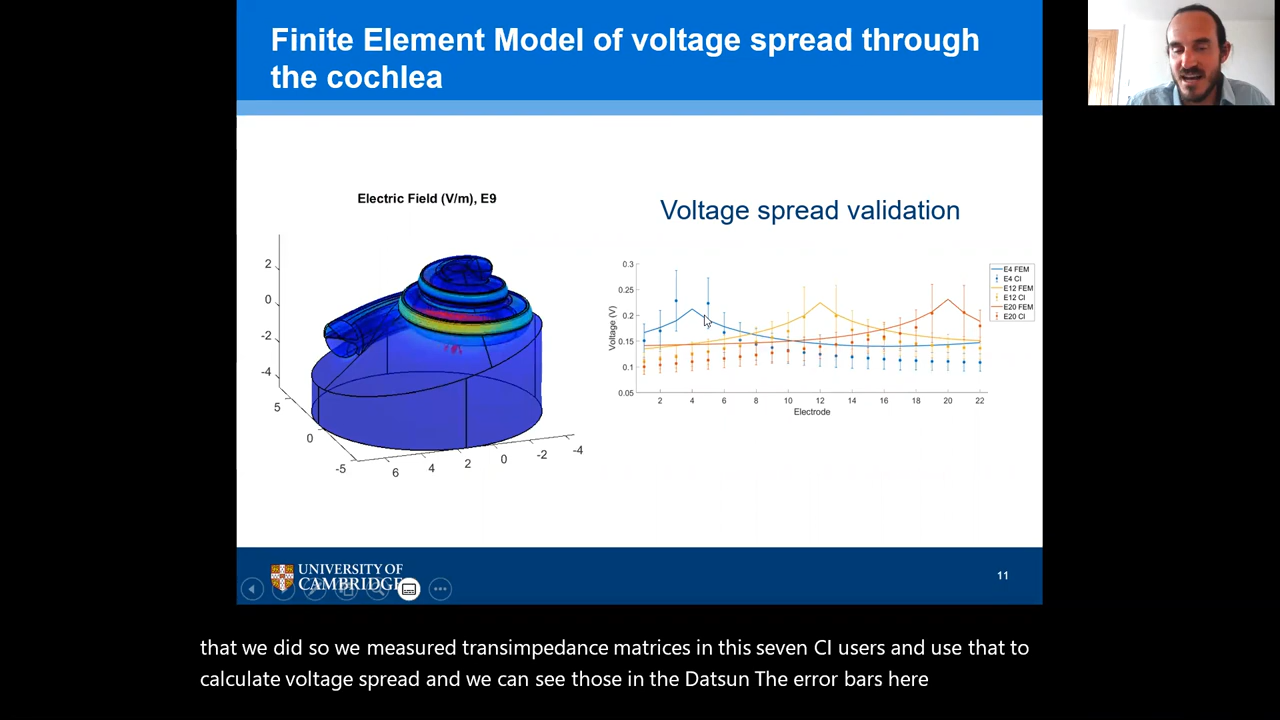 Finite Element Model of voltage spread through
the cochlea
Electric Field (V/m), E9
2
0
-2
-4
5
0
-5
6
4
2
0
-2
-4
Voltage spread validation
0.3
0.25
0.2
0.15
0.1
0.05
Voltage (V)
2 4 6 8 10 12 14 16 18 20 22
Electrode
E4 FEM
E4 CI
E12 FEM
E12 CI
E20 FEM
E20 CI
UNIVERSITY OF
CAMBRIDGE
11
that we did so we measured transimpedance matrices in this seven CI users and use that to
calculate voltage spread and we can see those in the Datsun The error bars here